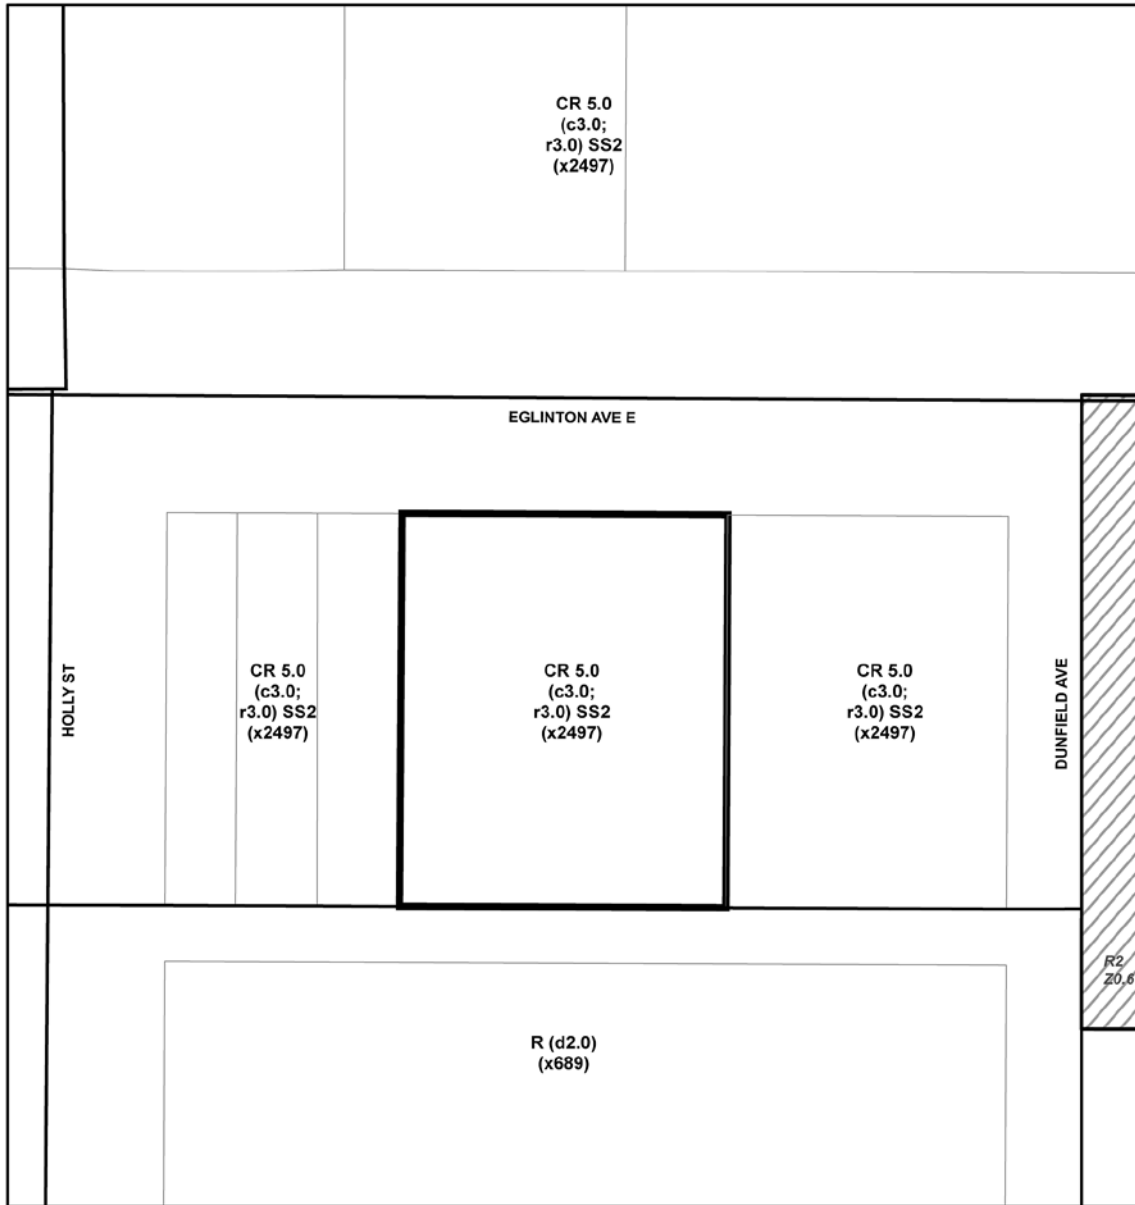 CR 5.0
(c3.0;
r3.0) SS2
(x2497)
EGLINTON AVE E
HOLLY ST
CR 5.0
(c3.0;
r3.0) SS2
(x2497)
CR 5.0
(c3.0;
r3.0) SS2
(x2497)
CR 5.0
(c3.0;
r3.0) SS2
(x2497)
DUNFIELD AVE
R2
Z0.6
R (d2.0)
(x689)